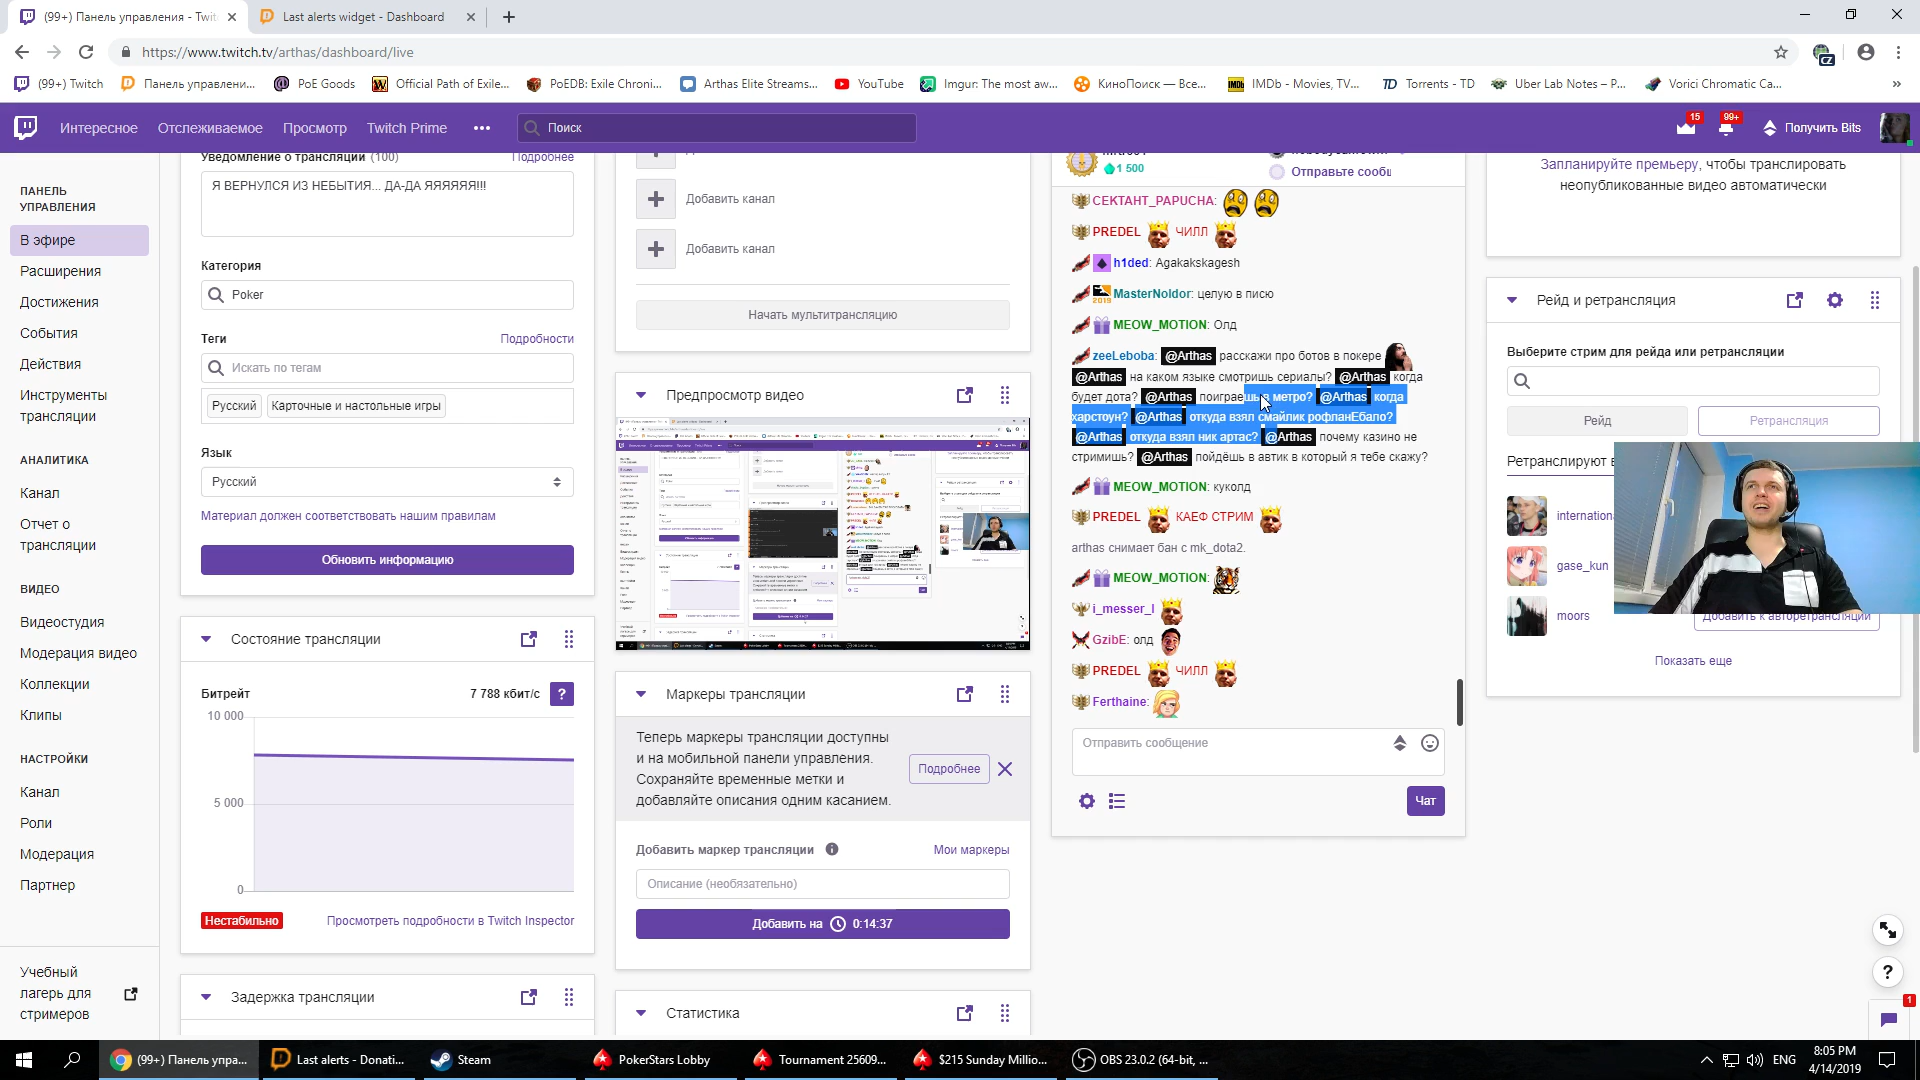 (99+) Панель управления - Twit
Last alerts widget - Dashboard
https://www.twitch.tv/arthas/dashboard/live
(99+) Twitch
Панель управлени...
PoE Goods
Official Path of Exile...
PoEDB: Exile Chroni...
Arthas Elite Streams...
YouTube
Imgur: The most aw...
КиноПоиск — Все...
IMDb - Movies, TV...
Torrents - TD
Uber Lab Notes – P...
Vorici Chromatic Ca...
Интересное
Отслеживаемое
Просмотр
Twitch Prime
Поиск
15
99+
Получить Bits
ПАНЕЛЬ
УПРАВЛЕНИЯ
В эфире
Расширения
Достижения
События
Действия
Инструменты
трансляции
АНАЛИТИКА
Канал
Отчет о
трансляции
ВИДЕО
Видеостудия
Модерация видео
Коллекции
Клипы
НАСТРОЙКИ
Канал
Роли
Модерация
Партнер
Учебный
лагерь для
стримеров
Уведомление о трансляции (100)
Подробнее
Я ВЕРНУЛСЯ ИЗ НЕБЫТИЯ... ДА-ДА ЯЯЯЯЯЯ!!!
Категория
Poker
Теги
Подробности
Искать по тегам
Русский
Карточные и настольные игры
Язык
Русский
Материал должен соответствовать нашим правилам
Обновить информацию
Состояние трансляции
Битрейт
7 788 кбит/с
?
10 000
5 000
0
Нестабильно
Просмотреть подробности в Twitch Inspector
Задержка трансляции
Добавить канал
Добавить канал
Начать мультитрансляцию
Предпросмотр видео
Маркеры трансляции
Теперь маркеры трансляции доступны
и на мобильной панели управления.
Сохраняйте временные метки и
добавляйте описания одним касанием.
Подробнее
Добавить маркер трансляции
Мои маркеры
Описание (необязательно)
Добавить на 0:14:37
Статистика
1 500
Отправьте сообщ
CEKTAHT_PAPUCHA:
PREDEL ЧИЛЛ
h1ded: Agakakskagesh
2019
MasterNoldor: целую в писю
MEOW_MOTION: Олд
zeeLeboba: @Arthas расскажи про ботов в покере
@Arthas на каком языке смотришь сериалы? @Arthas когда
будет дота? @Arthas поиграешь в метро? @Arthas когда
харстоун? @Arthas откуда взял смайлик рофланЕбало?
@Arthas откуда взял ник артас? @Arthas почему казино не
стримишь? @Arthas пойдёшь в автик в который я тебе скажу?
MEOW_MOTION: куколд
PREDEL КАЕФ СТРИМ
arthas снимает бан с mk_dota2.
MEOW_MOTION:
i_messer_I
GzibE: олд
PREDEL ЧИЛЛ
Ferthaine:
Отправить сообщение
Чат
Запланируйте премьеру, чтобы транслировать
неопубликованные видео автоматически
Рейд и ретрансляция
Выберите стрим для рейда или ретрансляции
Рейд
Ретрансляция
Ретранслируют
internationa
gase_kun
moors
Добавить к авторетрансляции
Показать еще
?
1
(99+) Панель упра...
Last alerts - Donati...
Steam
PokerStars Lobby
Tournament 25609...
$215 Sunday Millio...
OBS 23.0.2 (64-bit, ...
ENG
8:05 PM
4/14/2019
CZ